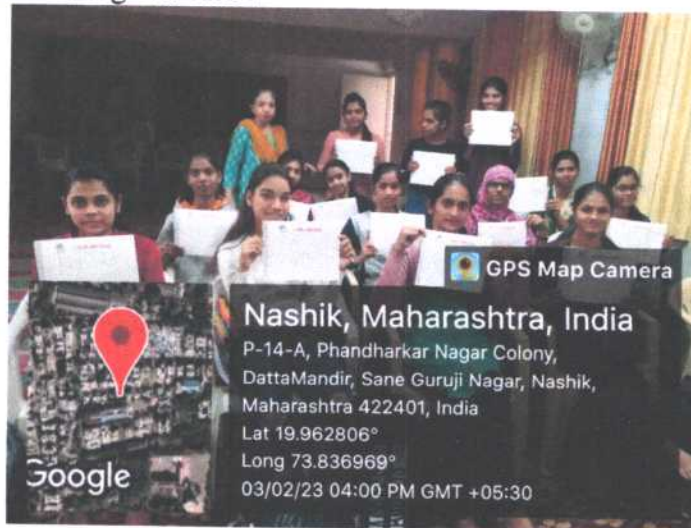 GPS Map Camera
Nashik, Maharashtra, India
P-14-A, Phandharkar Nagar Colony,
DattaMandir, Sane Guruji Nagar, Nashik,
Maharashtra 422401, India
Lat 19.962806°
Long 73.836969°
03/02/23 04:00 PM GMT +05:30
Google